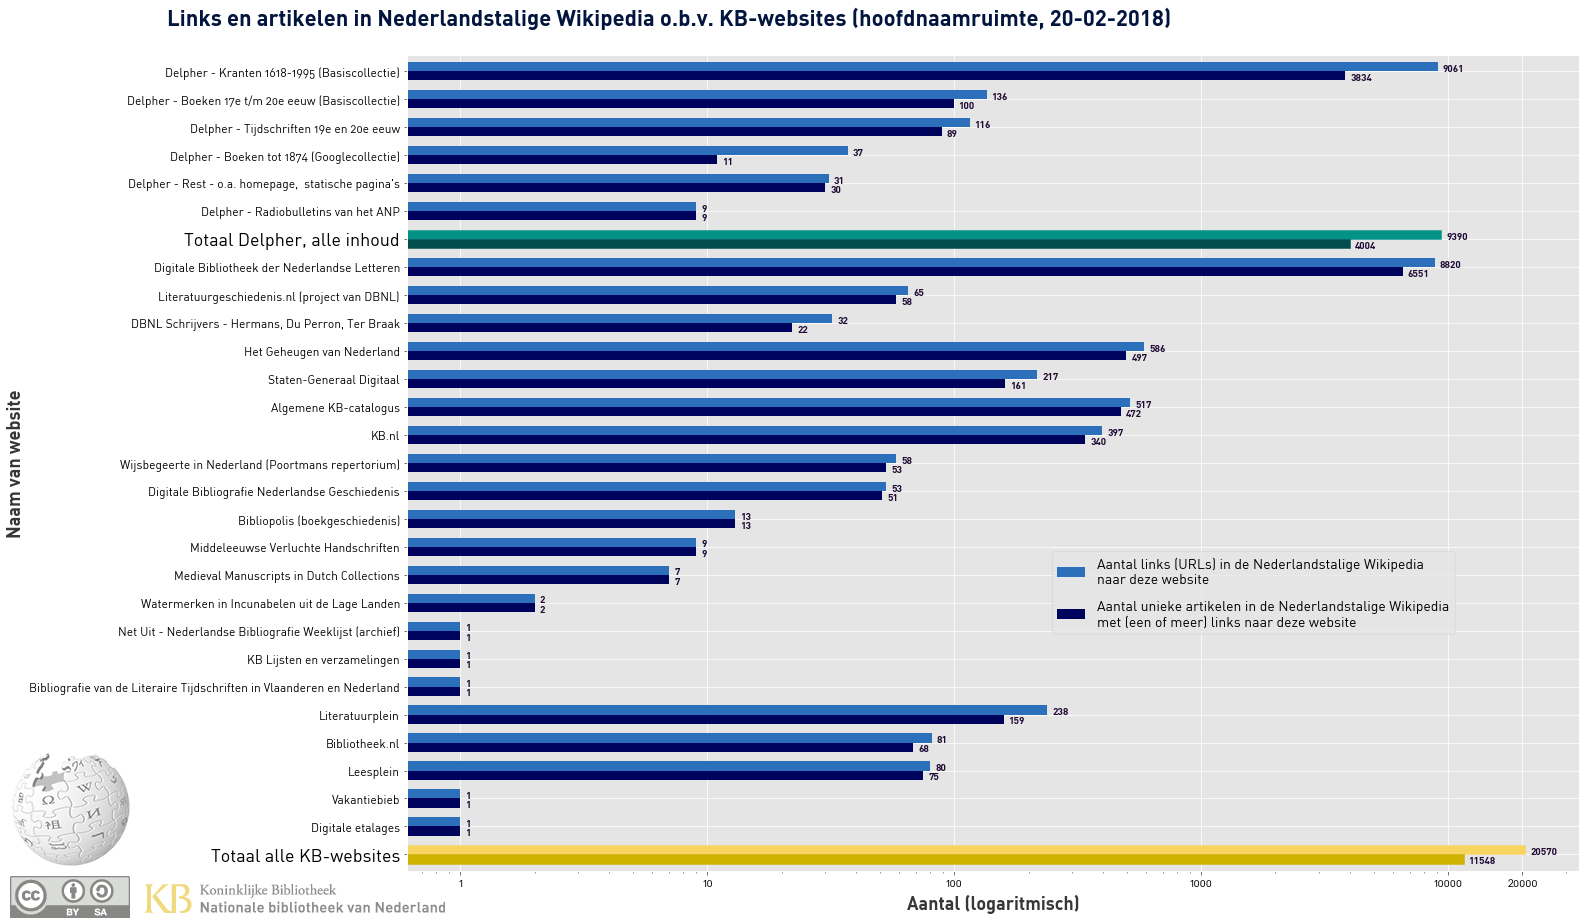 Links en artikelen in Nederlandstalige Wikipedia o.b.v. KB-websites (hoofdnaamruimte, 20-02-2018)
Naam van website
Delpher - Kranten 1618-1995 (Basiscollectie) 9061 3834
Delpher - Boeken 17e t/m 20e eeuw (Basiscollectie) 136 100
Delpher - Tijdschriften 19e en 20e eeuw 116 89
Delpher - Boeken tot 1874 (Googlecollectie) 37 11
Delpher - Rest - o.a. homepage, statische pagina's 31 30
Delpher - Radiobulletins van het ANP 9 9
Totaal Delpher, alle inhoud 9390 4004
Digitale Bibliotheek der Nederlandse Letteren 8820 6551
Literatuurgeschiedenis.nl (project van DBNL) 65 58
DBNL Schrijvers - Hermans, Du Perron, Ter Braak 32 22
Het Geheugen van Nederland 586 497
Staten-Generaal Digitaal 217 161
Algemene KB-catalogus 517 472
KB.nl 397 340
Wijsbegeerte in Nederland (Poortmans repertorium) 58 53
Digitale Bibliografie Nederlandse Geschiedenis 53 51
Bibliopolis (boekgeschiedenis) 13 13
Middeleeuwse Verluchte Handschriften 9 9
Medieval Manuscripts in Dutch Collections 7 7
Watermerken in Incunabelen uit de Lage Landen 2 2
Net Uit - Nederlandse Bibliografie Weeklijst (archief) 1 1
KB Lijsten en verzamelingen 1 1
Bibliografie van de Literaire Tijdschriften in Vlaanderen en Nederland 1 1
Literatuurplein 238 159
Bibliotheek.nl 81 68
Leesplein 80 75
Vakantiebieb 1 1
Digitale etalages 1 1
Totaal alle KB-websites 20570 11548
Aantal links (URLs) in de Nederlandstalige Wikipedia
naar deze website
Aantal unieke artikelen in de Nederlandstalige Wikipedia
met (een of meer) links naar deze website
1 10 100 1000 10000 20000
Aantal (logaritmisch)
Ω W И 祖
cc BY SA
KB Koninklijke Bibliotheek
Nationale bibliotheek van Nederland